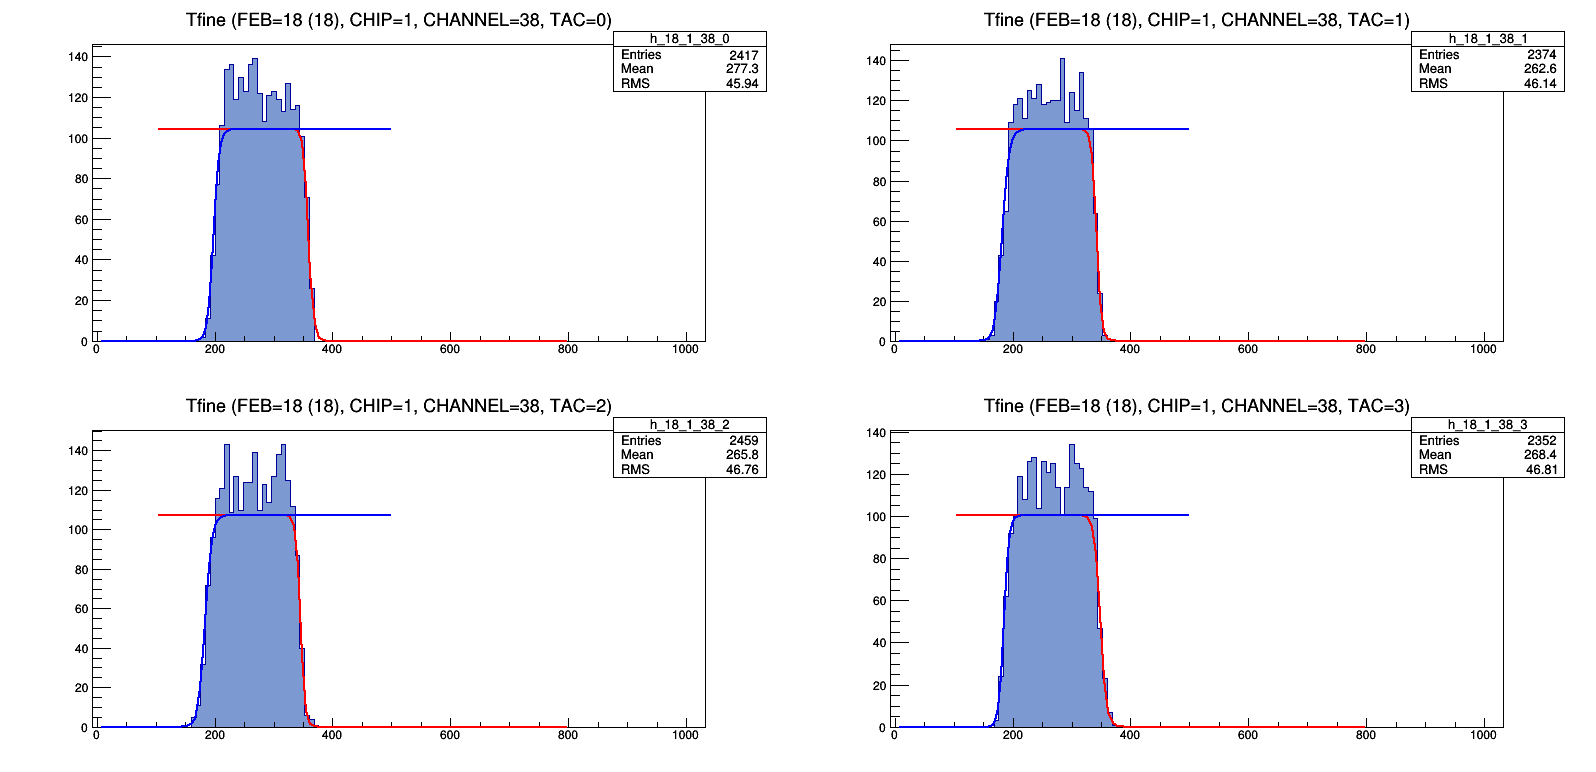 Tfine (FEB=18 (18), CHIP=1, CHANNEL=38, TAC=0)
h_18_1_38_0
Entries 2417
Mean 277.3
RMS 45.94
140
120
100
80
60
40
20
0
0 200 400 600 800 1000
Tfine (FEB=18 (18), CHIP=1, CHANNEL=38, TAC=1)
h_18_1_38_1
Entries 2374
Mean 262.6
RMS 46.14
140
120
100
80
60
40
20
0
0 200 400 600 800 1000
Tfine (FEB=18 (18), CHIP=1, CHANNEL=38, TAC=2)
h_18_1_38_2
Entries 2459
Mean 265.8
RMS 46.76
140
120
100
80
60
40
20
0
0 200 400 600 800 1000
Tfine (FEB=18 (18), CHIP=1, CHANNEL=38, TAC=3)
h_18_1_38_3
Entries 2352
Mean 268.4
RMS 46.81
140
120
100
80
60
40
20
0
0 200 400 600 800 1000